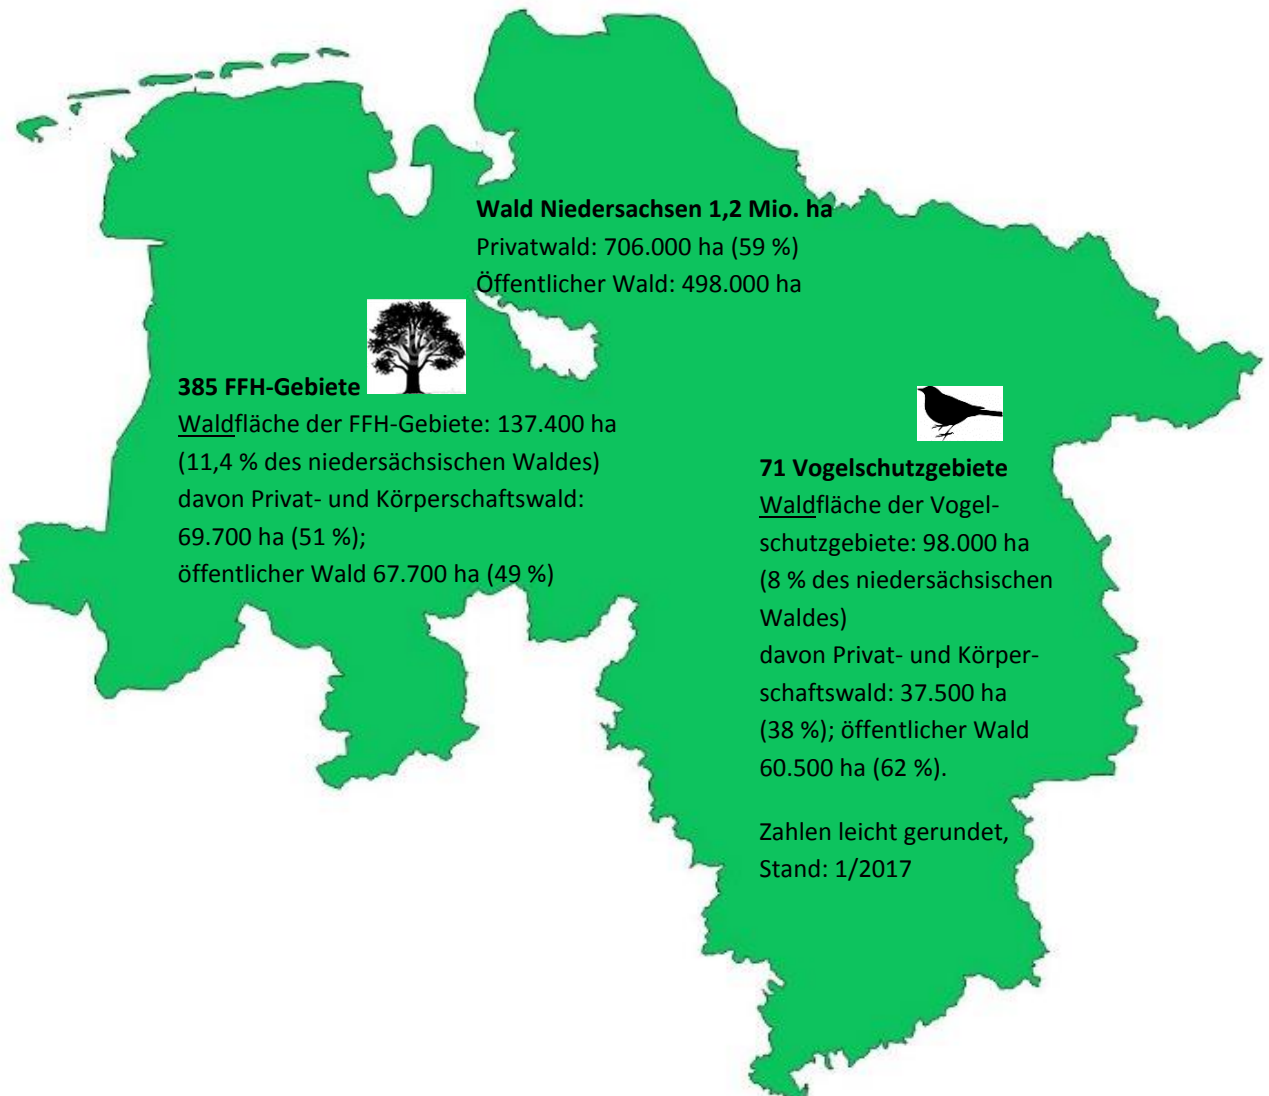 Wald Niedersachsen 1,2 Mio. ha
Privatwald: 706.000 ha (59 %)
Öffentlicher Wald: 498.000 ha
385 FFH-Gebiete
Waldfläche der FFH-Gebiete: 137.400 ha
(11,4 % des niedersächsischen Waldes)
davon Privat- und Körperschaftswald:
69.700 ha (51 %);
öffentlicher Wald 67.700 ha (49 %)
71 Vogelschutzgebiete
Waldfläche der Vogel-
schutzgebiete: 98.000 ha
(8 % des niedersächsischen
Waldes)
davon Privat- und Körper-
schaftswald: 37.500 ha
(38 %); öffentlicher Wald
60.500 ha (62 %).
Zahlen leicht gerundet,
Stand: 1/2017